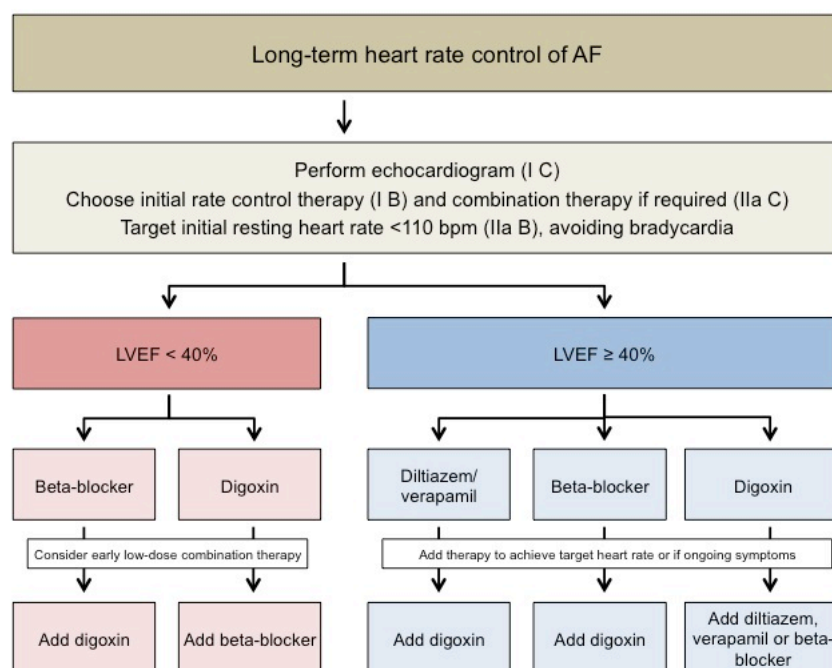 Long-term heart rate control of AF
Perform echocardiogram (I C)
Choose initial rate control therapy (I B) and combination therapy if required (IIa C)
Target initial resting heart rate <110 bpm (IIa B), avoiding bradycardia
LVEF < 40%
LVEF ≥ 40%
Beta-blocker
Digoxin
Diltiazem/
verapamil
Beta-blocker
Digoxin
Consider early low-dose combination therapy
Add therapy to achieve target heart rate or if ongoing symptoms
Add digoxin
Add beta-blocker
Add digoxin
Add digoxin
Add diltiazem,
verapamil or beta-
blocker